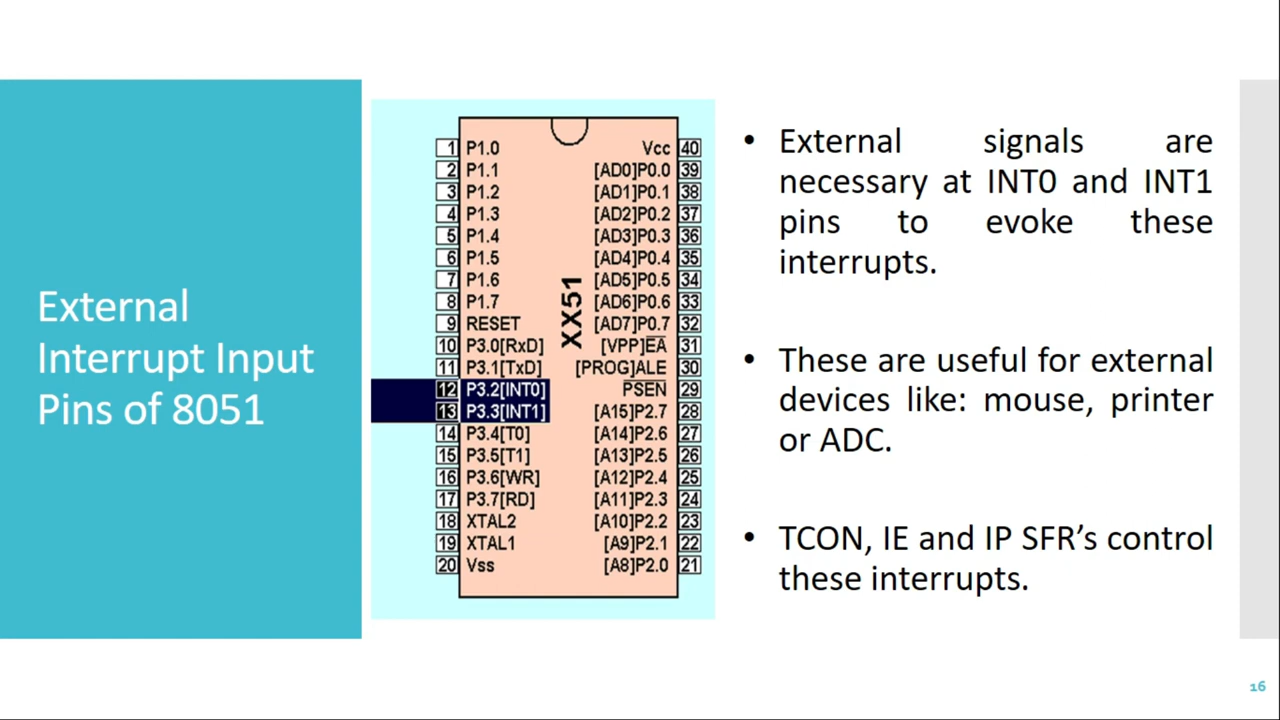 External
Interrupt Input
Pins of 8051
1 P1.0 Vcc 40
2 P1.1 [AD0]P0.0 39
3 P1.2 [AD1]P0.1 38
4 P1.3 [AD2]P0.2 37
5 P1.4 [AD3]P0.3 36
6 P1.5 [AD4]P0.4 35
7 P1.6 [AD5]P0.5 34
8 P1.7 [AD6]P0.6 33
9 RESET [AD7]P0.7 32
10 P3.0[RxD] [VPP]EA 31
11 P3.1[TxD] [PROG]ALE 30
12 P3.2[INT0] PSEN 29
13 P3.3[INT1] [A15]P2.7 28
14 P3.4[T0] [A14]P2.6 27
15 P3.5[T1] [A13]P2.5 26
16 P3.6[WR] [A12]P2.4 25
17 P3.7[RD] [A11]P2.3 24
18 XTAL2 [A10]P2.2 23
19 XTAL1 [A9]P2.1 22
20 Vss [A8]P2.0 21
XX51
• External signals are
necessary at INT0 and INT1
pins to evoke these
interrupts.
• These are useful for external
devices like: mouse, printer
or ADC.
• TCON, IE and IP SFR’s control
these interrupts.
16